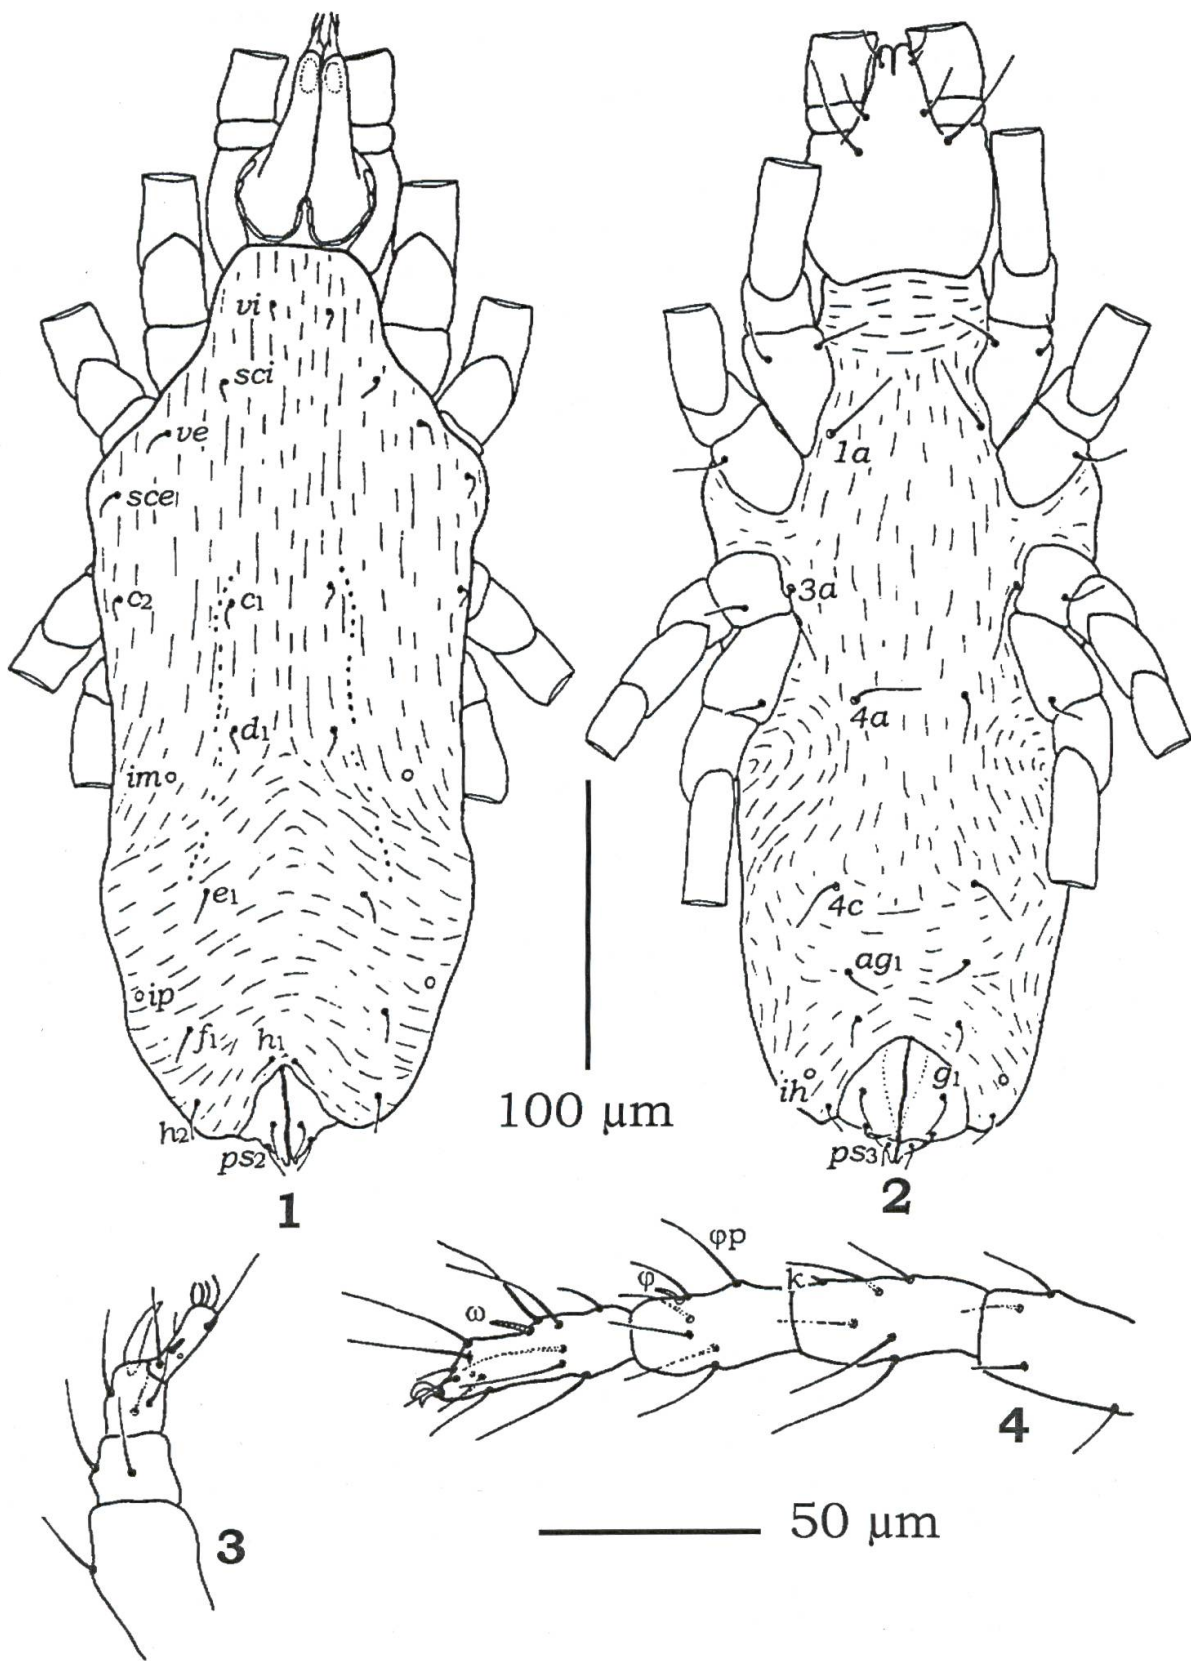 vi
sci
ve
sce
c2
c1
d1
im
e1
ip
f1
h1
h2
ps2
1
1a
3a
4a
4c
ag1
ih
g1
ps3
2
100 µm
3
φp
φ
k
ω
4
50 µm